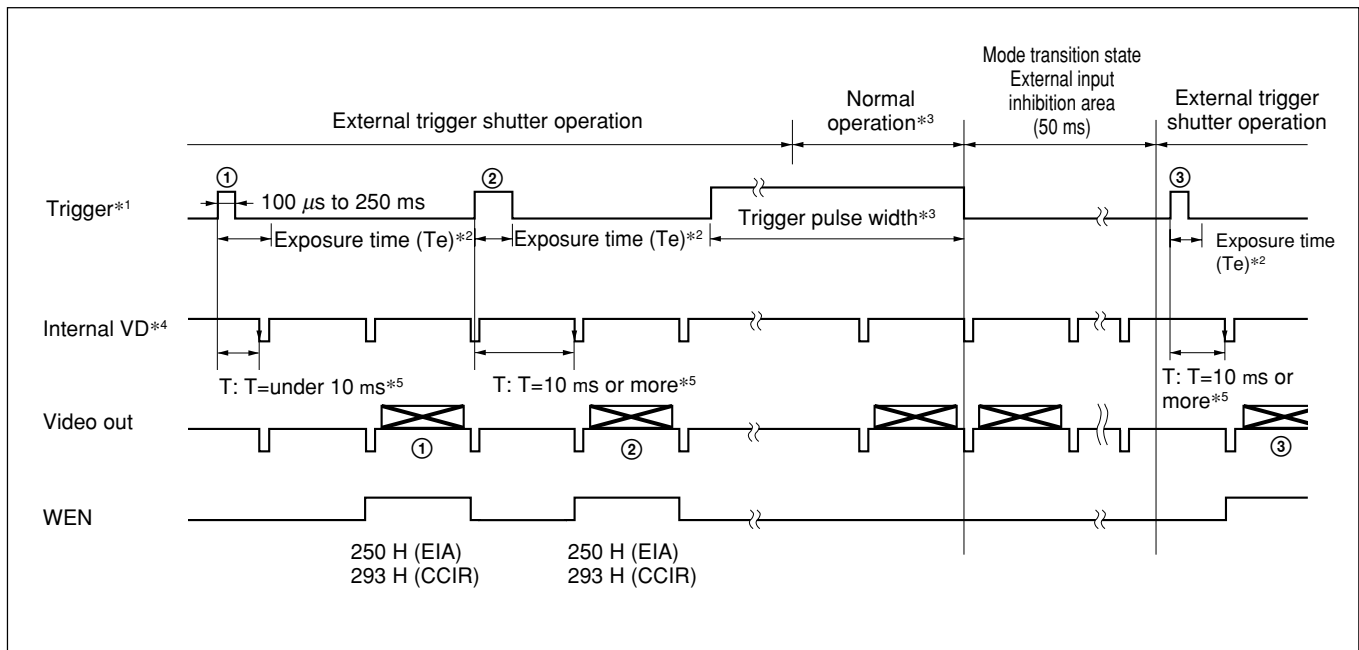 Mode transition state
External input
inhibition area
(50 ms)
Normal
operation*3
External trigger
shutter operation
External trigger shutter operation
①
②
③
Trigger*1
100 μs to 250 ms
Exposure time (Te)*2
Exposure time (Te)*2
Trigger pulse width*3
Exposure time
(Te)*2
Internal VD*4
T: T=under 10 ms*5
T: T=10 ms or more*5
T: T=10 ms or
more*5
Video out
①
②
③
WEN
250 H (EIA)
293 H (CCIR)
250 H (EIA)
293 H (CCIR)